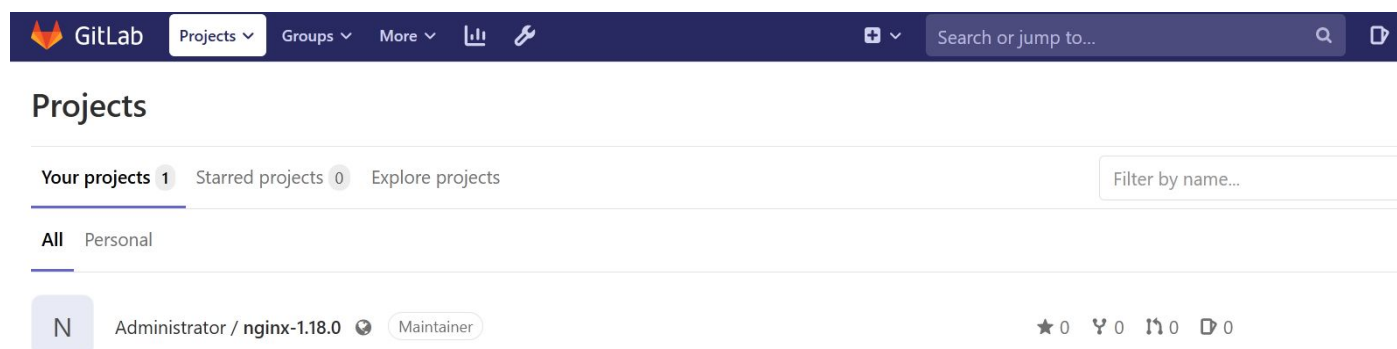 GitLab Projects Groups More Search or jump to...
Projects
Your projects 1 Starred projects 0 Explore projects Filter by name...
All Personal
N Administrator / nginx-1.18.0 Maintainer 0 0 0 0